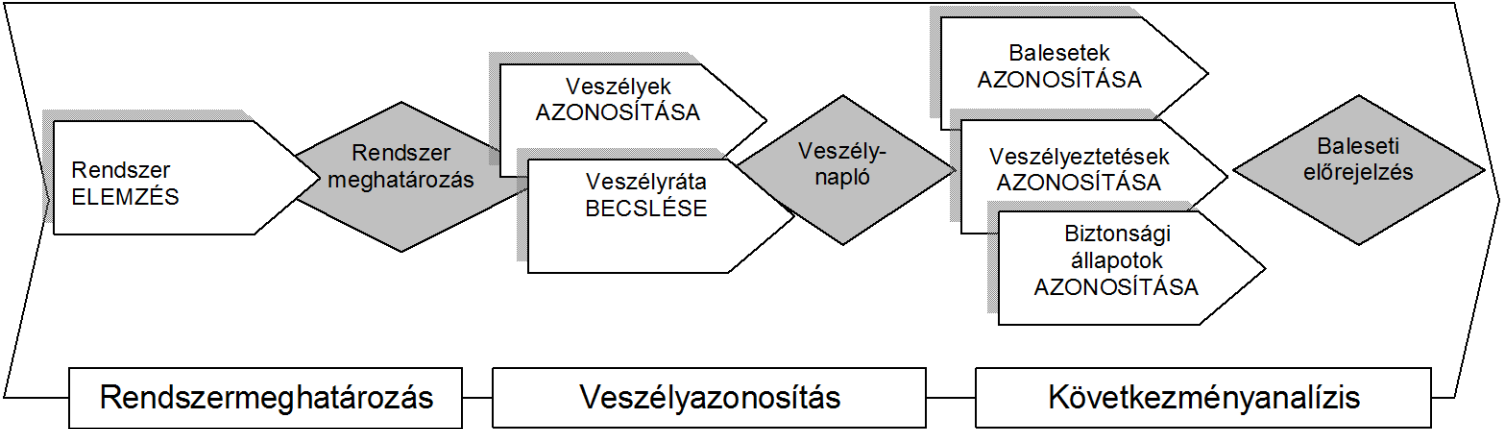 Rendszer
ELEMZÉS
Rendszer
meghatározás
Veszélyek
AZONOSÍTÁSA
Veszélyráta
BECSLÉSE
Veszély-
napló
Balesetek
AZONOSÍTÁSA
Veszélyeztetések
AZONOSÍTÁSA
Biztonsági
állapotok
AZONOSÍTÁSA
Baleseti
előrejelzés
Rendszermeghatározás
Veszélyazonosítás
Következményanalízis